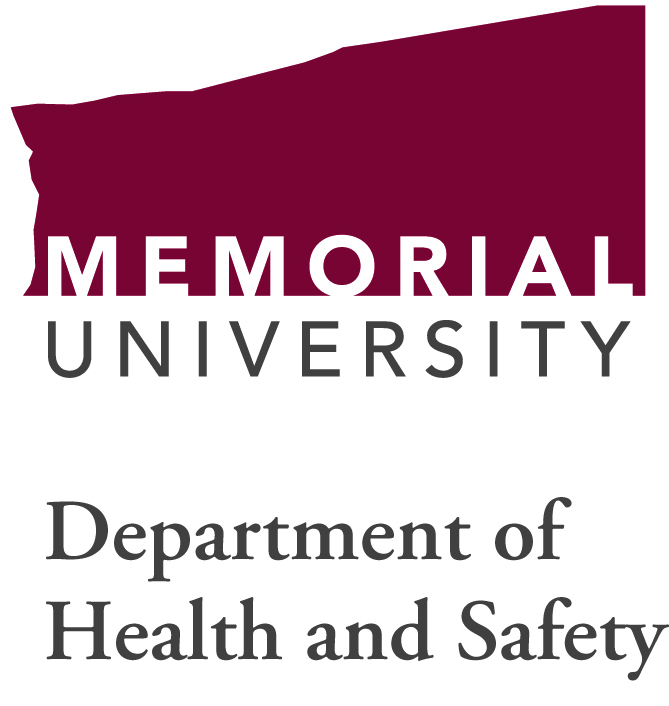 MEMORIAL
UNIVERSITY
Department of
Health and Safety